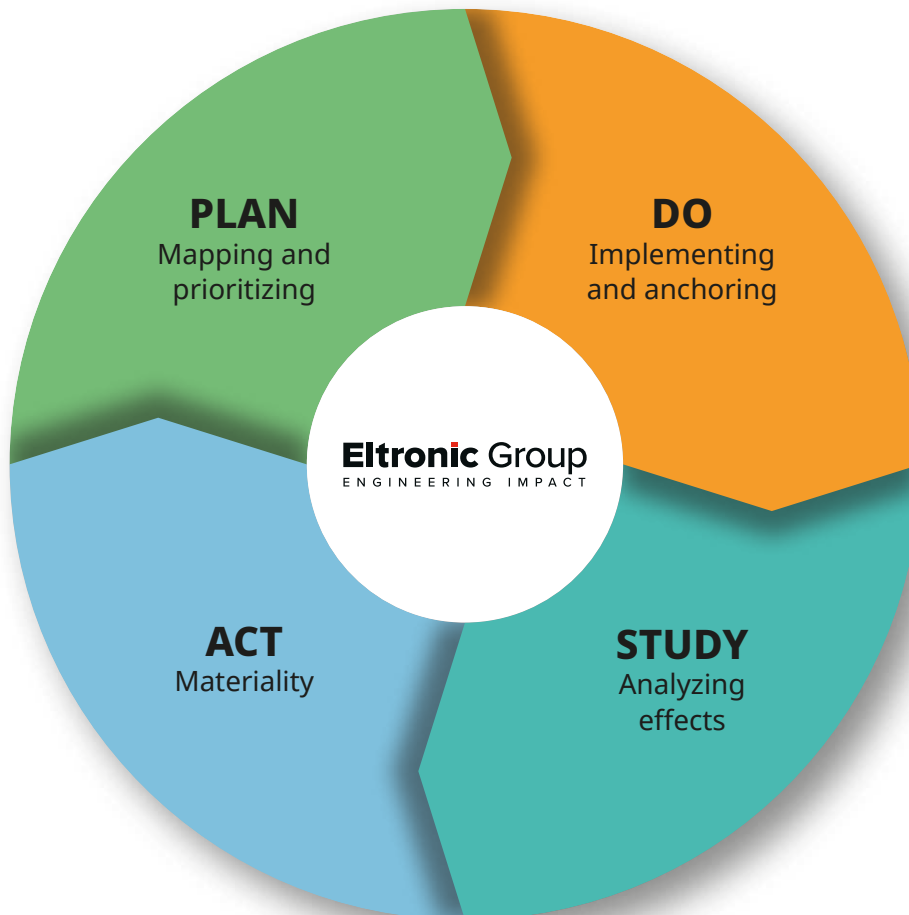 PLAN
Mapping and
prioritizing
DO
Implementing
and anchoring
Eltronic Group
ENGINEERING IMPACT
ACT
Materiality
STUDY
Analyzing
effects